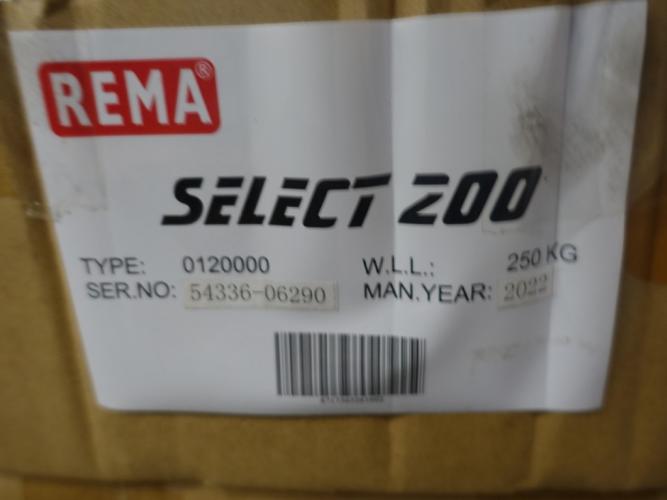 REMA®
SELECT 200
TYPE: 0120000 W.L.L.: 250 KG
SER.NO: 54336-06290 MAN.YEAR: 2022